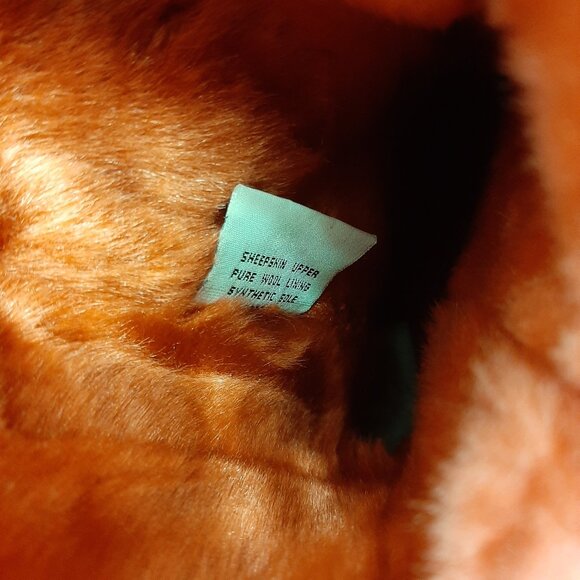 SHEEPSKIN UPPER
PURE WOOL LINING
SYNTHETIC SOLE